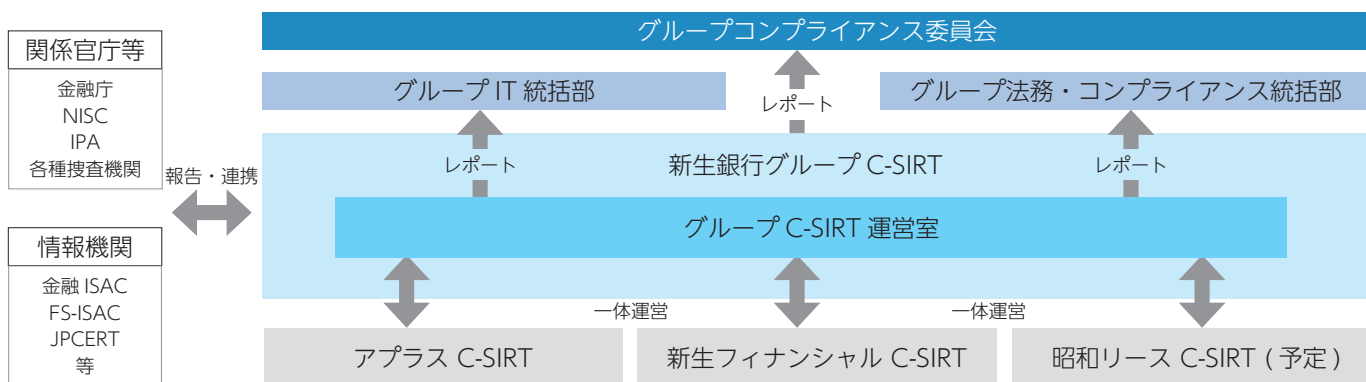 グループコンプライアンス委員会
関係官庁等
金融庁
NISC
IPA
各種捜査機関
グループ IT 統括部
レポート
グループ法務・コンプライアンス統括部
レポート
新生銀行グループ C-SIRT
レポート
報告・連携
グループ C-SIRT 運営室
情報機関
金融 ISAC
FS-ISAC
JPCERT
等
一体運営
一体運営
アプラス C-SIRT
新生フィナンシャル C-SIRT
昭和リース C-SIRT ( 予定 )